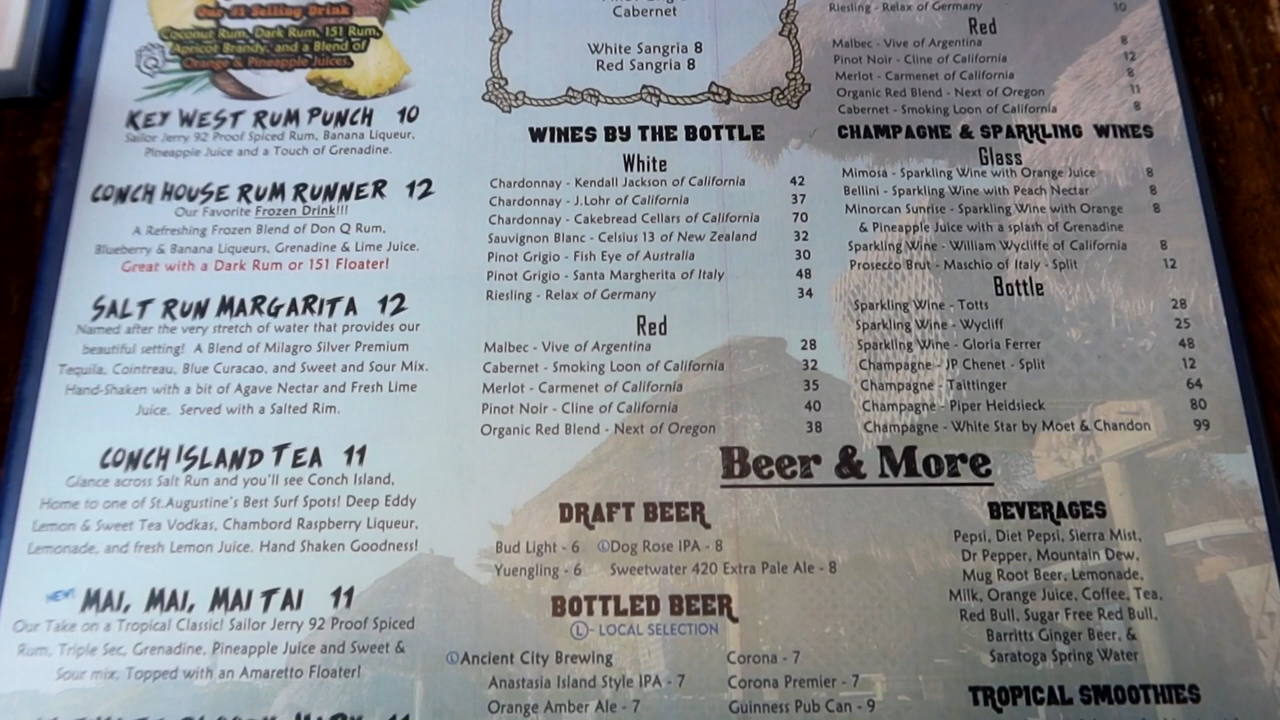 Our #1 Selling Drink
Coconut Rum, Dark Rum, 151 Rum,
Apricot Brandy, and a Blend of
Orange & Pineapple Juices.
KEY WEST RUM PUNCH 10
Sailor Jerry 92 Proof Spiced Rum, Banana Liqueur,
Pineapple Juice and a Touch of Grenadine.
CONCH HOUSE RUM RUNNER 12
Our Favorite Frozen Drink!!!
A Refreshing Frozen Blend of Don Q Rum,
Blueberry & Banana Liqueurs, Grenadine & Lime Juice.
Great with a Dark Rum or 151 Floater!
SALT RUN MARGARITA 12
Named after the very stretch of water that provides our
beautiful setting! A Blend of Milagro Silver Premium
Tequila, Cointreau, Blue Curacao, and Sweet and Sour Mix.
Hand-Shaken with a bit of Agave Nectar and Fresh Lime
Juice. Served with a Salted Rim.
CONCH ISLAND TEA 11
Glance across Salt Run and you'll see Conch Island,
Home to one of St.Augustine's Best Surf Spots! Deep Eddy
Lemon & Sweet Tea Vodkas, Chambord Raspberry Liqueur,
Lemonade, and fresh Lemon Juice. Hand Shaken Goodness!
NEW! MAI, MAI, MAI TAI 11
Our Take on a Tropical Classic! Sailor Jerry 92 Proof Spiced
Rum, Triple Sec, Grenadine, Pineapple Juice and Sweet &
Sour mix, Topped with an Amaretto Floater!
Cabernet
White Sangria 8
Red Sangria 8
WINES BY THE BOTTLE
White
Chardonnay - Kendall Jackson of California 42
Chardonnay - J.Lohr of California 37
Chardonnay - Cakebread Cellars of California 70
Sauvignon Blanc - Celsius 13 of New Zealand 32
Pinot Grigio - Fish Eye of Australia 30
Pinot Grigio - Santa Margherita of Italy 48
Riesling - Relax of Germany 34
Red
Malbec - Vive of Argentina 28
Cabernet - Smoking Loon of California 32
Merlot - Carmenet of California 35
Pinot Noir - Cline of California 40
Organic Red Blend - Next of Oregon 38
Riesling - Relax of Germany 10
Red
Malbec - Vive of Argentina 8
Pinot Noir - Cline of California 12
Merlot - Carmenet of California 8
Organic Red Blend - Next of Oregon 11
Cabernet - Smoking Loon of California 8
CHAMPAGNE & SPARKLING WINES
Glass
Mimosa - Sparkling Wine with Orange Juice 8
Bellini - Sparkling Wine with Peach Nectar 8
Minorcan Sunrise - Sparkling Wine with Orange 8
& Pineapple Juice with a splash of Grenadine
Sparkling Wine - William Wycliffe of California 8
Prosecco Brut - Maschio of Italy - Split 12
Bottle
Sparkling Wine - Totts 28
Sparkling Wine - Wycliff 25
Sparkling Wine - Gloria Ferrer 48
Champagne - JP Chenet - Split 12
Champagne - Taittinger 64
Champagne - Piper Heidsieck 80
Champagne - White Star by Moet & Chandon 99
Beer & More
DRAFT BEER
Bud Light - 6 ⓁDog Rose IPA - 8
Yuengling - 6 Sweetwater 420 Extra Pale Ale - 8
BOTTLED BEER
Ⓛ- LOCAL SELECTION
ⓁAncient City Brewing
Anastasia Island Style IPA - 7
Orange Amber Ale - 7
Corona - 7
Corona Premier - 7
Guinness Pub Can - 9
BEVERAGES
Pepsi, Diet Pepsi, Sierra Mist,
Dr Pepper, Mountain Dew,
Mug Root Beer, Lemonade,
Milk, Orange Juice, Coffee, Tea,
Red Bull, Sugar Free Red Bull,
Barritts Ginger Beer, &
Saratoga Spring Water
TROPICAL SMOOTHIES